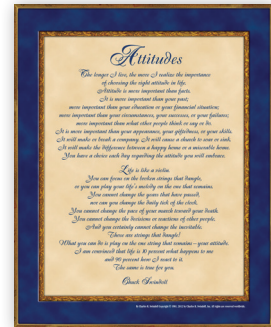 Attitudes
The longer I live, the more I realize the importance
of choosing the right attitude in life.
Attitude is more important than facts.
It is more important than your past;
more important than your education or your financial situation;
more important than your circumstances, your success, or your failures;
more important than what other people think or say or do.
It is more important than your appearance, your giftedness, or your skills.
It will make or break a company. It will cause a church to soar or sink.
It will make the difference between a happy home or a miserable home.
You have a choice each day regarding the attitude you will embrace.
Life is like a violin.
You can focus on the broken strings that dangle,
or you can play your life's melody on the one that remains.
You cannot change the years that have passed,
nor can you change the daily tick of the clock.
You cannot change the pace of your march toward your death.
You cannot change the decisions or reactions of other people.
And you certainly cannot change the inevitable.
Those are strings that dangle!
What you can do is play on the one string that remains – your attitude.
I am convinced that life is 10 percent what happens to me
and 90 percent how I react to it.
The same is true for you.
Chuck Swindoll